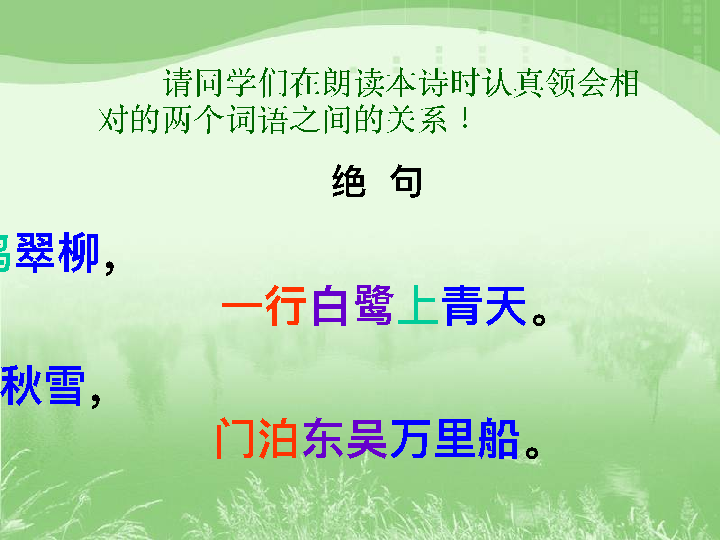 请同学们在朗读本诗时认真领会相
对的两个词语之间的关系！
绝 句
鸣翠柳，
一行白鹭上青天。
秋雪，
门泊东吴万里船。